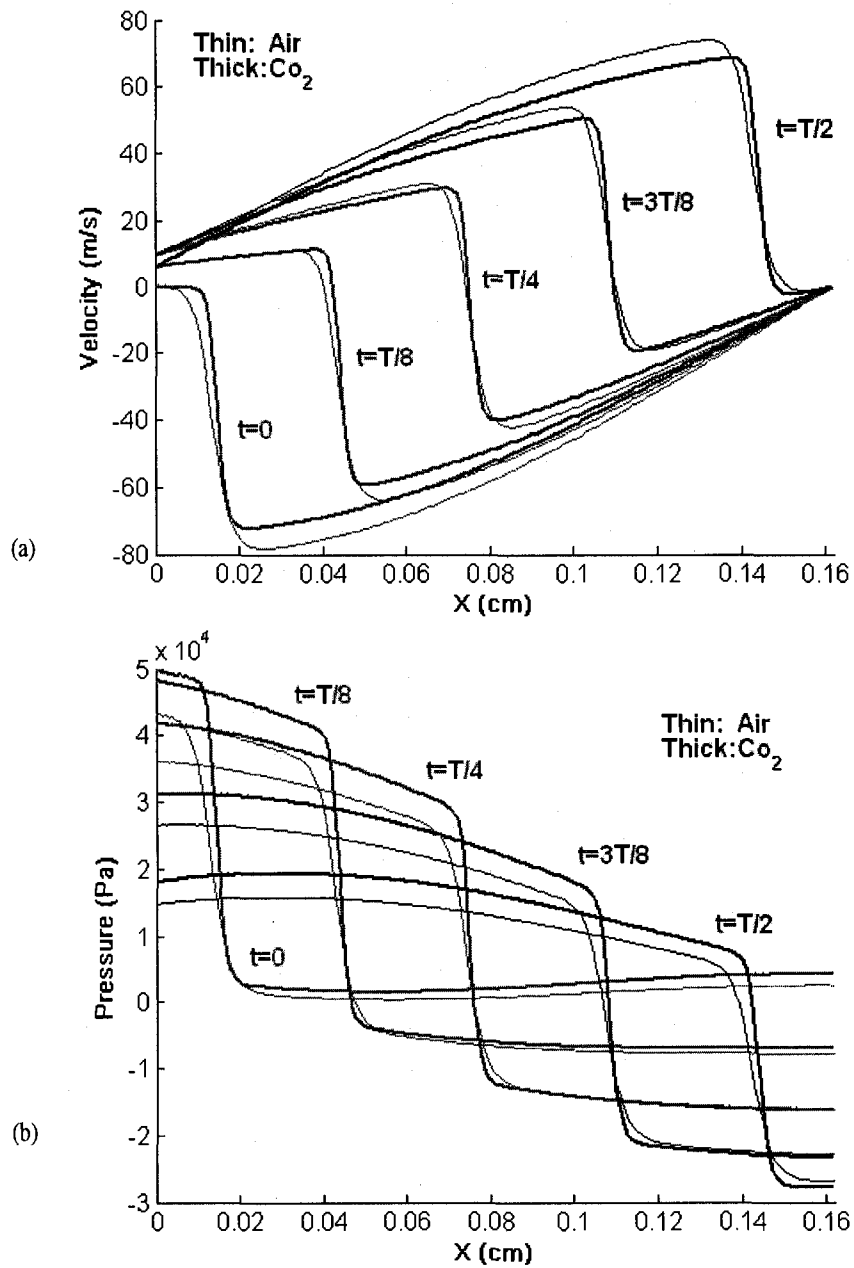 80
60
40
20
0
-20
-40
-60
-80
Velocity (m/s)
Thin: Air
Thick:Co2
t=T/2
t=3T/8
t=T/4
t=T/8
t=0
0 0.02 0.04 0.06 0.08 0.1 0.12 0.14 0.16
X (cm)
(a)
x 10^4
5
4
3
2
1
0
-1
-2
-3
Pressure (Pa)
t=T/8
Thin: Air
Thick:Co2
t=T/4
t=3T/8
t=T/2
t=0
0 0.02 0.04 0.06 0.08 0.1 0.12 0.14 0.16
X (cm)
(b)